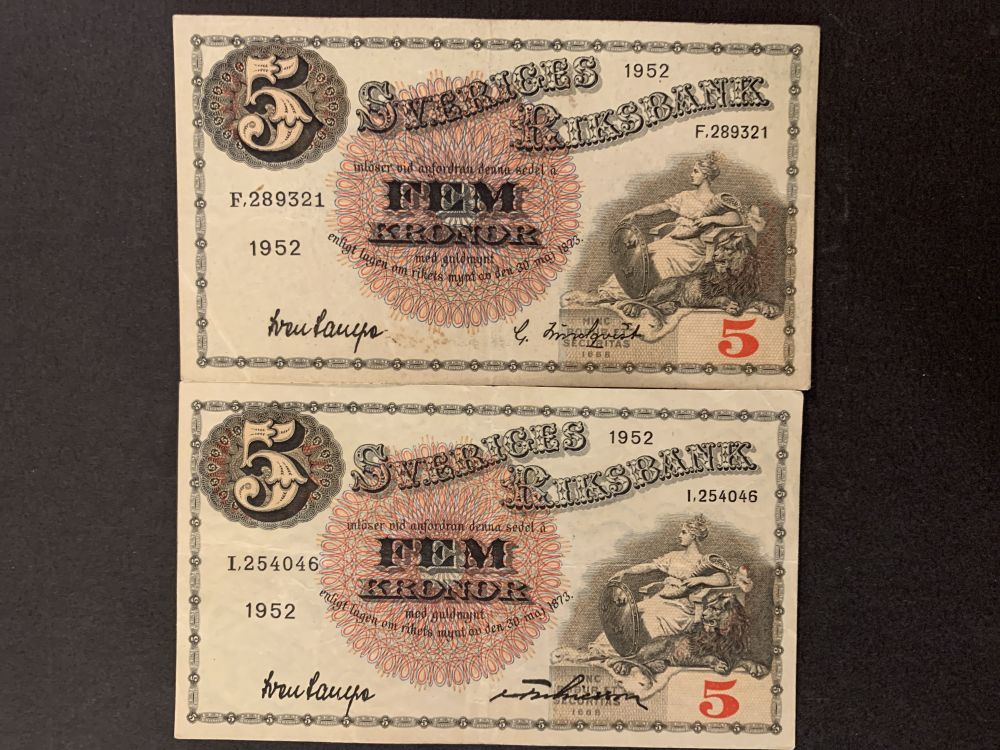 5
SVERIGES 1952
RIKSBANK
F.289321
inlöser vid anfordran denna sedel å
F.289321
FEM
KRONOR
1952
med guldmynt
enligt lagen om rikets mynt av den 30 maj 1873.
HINC
SECURITAS
1668
5
5
SVERIGES 1952
RIKSBANK
I.254046
inlöser vid anfordran denna sedel å
I.254046
FEM
KRONOR
1952
med guldmynt
enligt lagen om rikets mynt av den 30 maj 1873.
HINC
SECURITAS
1668
5